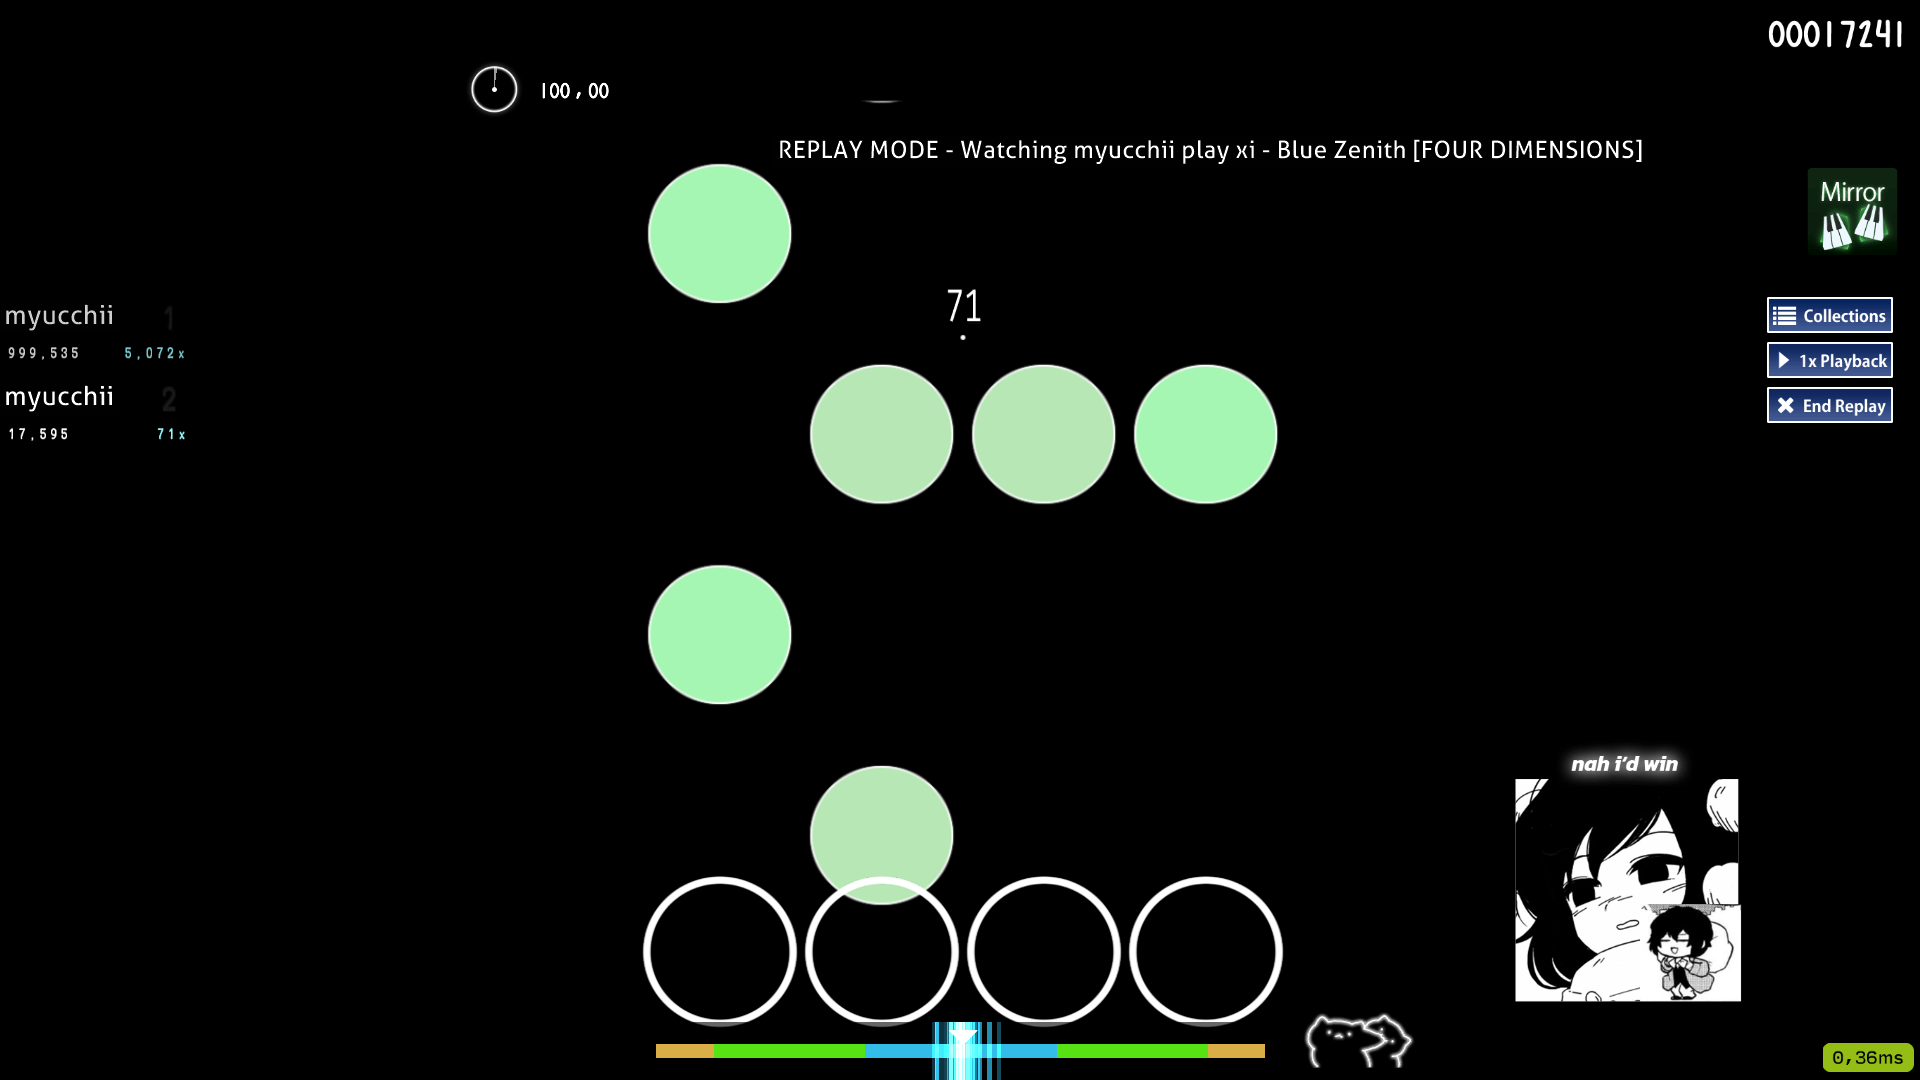 00017241
100,00
REPLAY MODE - Watching myucchii play xi - Blue Zenith [FOUR DIMENSIONS]
Mirror
71
myucchii 1
999,535 5,072x
myucchii 2
17,595 71x
Collections
1x Playback
End Replay
nah i'd win
0,36ms